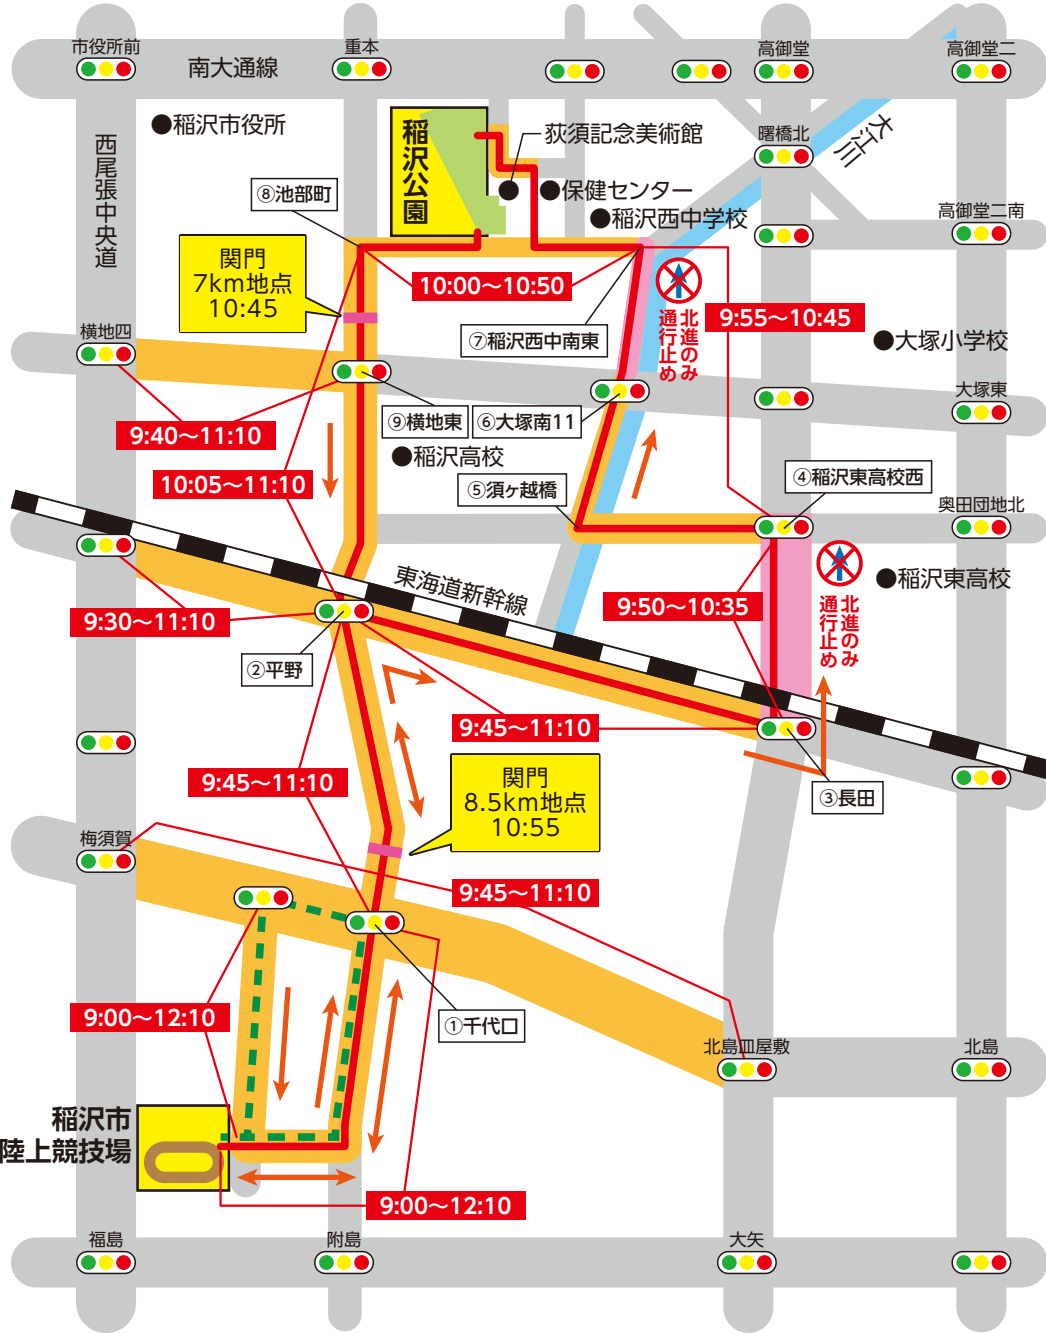 市役所前
重本
高御堂
高御堂二
南大通線
●稲沢市役所
西尾張中央道
稲沢公園
荻須記念美術館
曙橋北
大江川
⑧池部町
●保健センター
●稲沢西中学校
高御堂二南
関門
7km地点
10:45
10:00〜10:50
9:55〜10:45
北進のみ
通行止め
横地四
⑦稲沢西中南東
●大塚小学校
大塚東
9:40〜11:10
⑨横地東
⑥大塚南11
●稲沢高校
10:05〜11:10
⑤須ヶ越橋
④稲沢東高校西
奥田団地北
東海道新幹線
●稲沢東高校
9:30〜11:10
9:50〜10:35
北進のみ
通行止め
②平野
9:45〜11:10
9:45〜11:10
関門
8.5km地点
10:55
③長田
梅須賀
9:45〜11:10
9:00〜12:10
①千代口
北島皿屋敷
北島
稲沢市
陸上競技場
9:00〜12:10
福島
附島
大矢